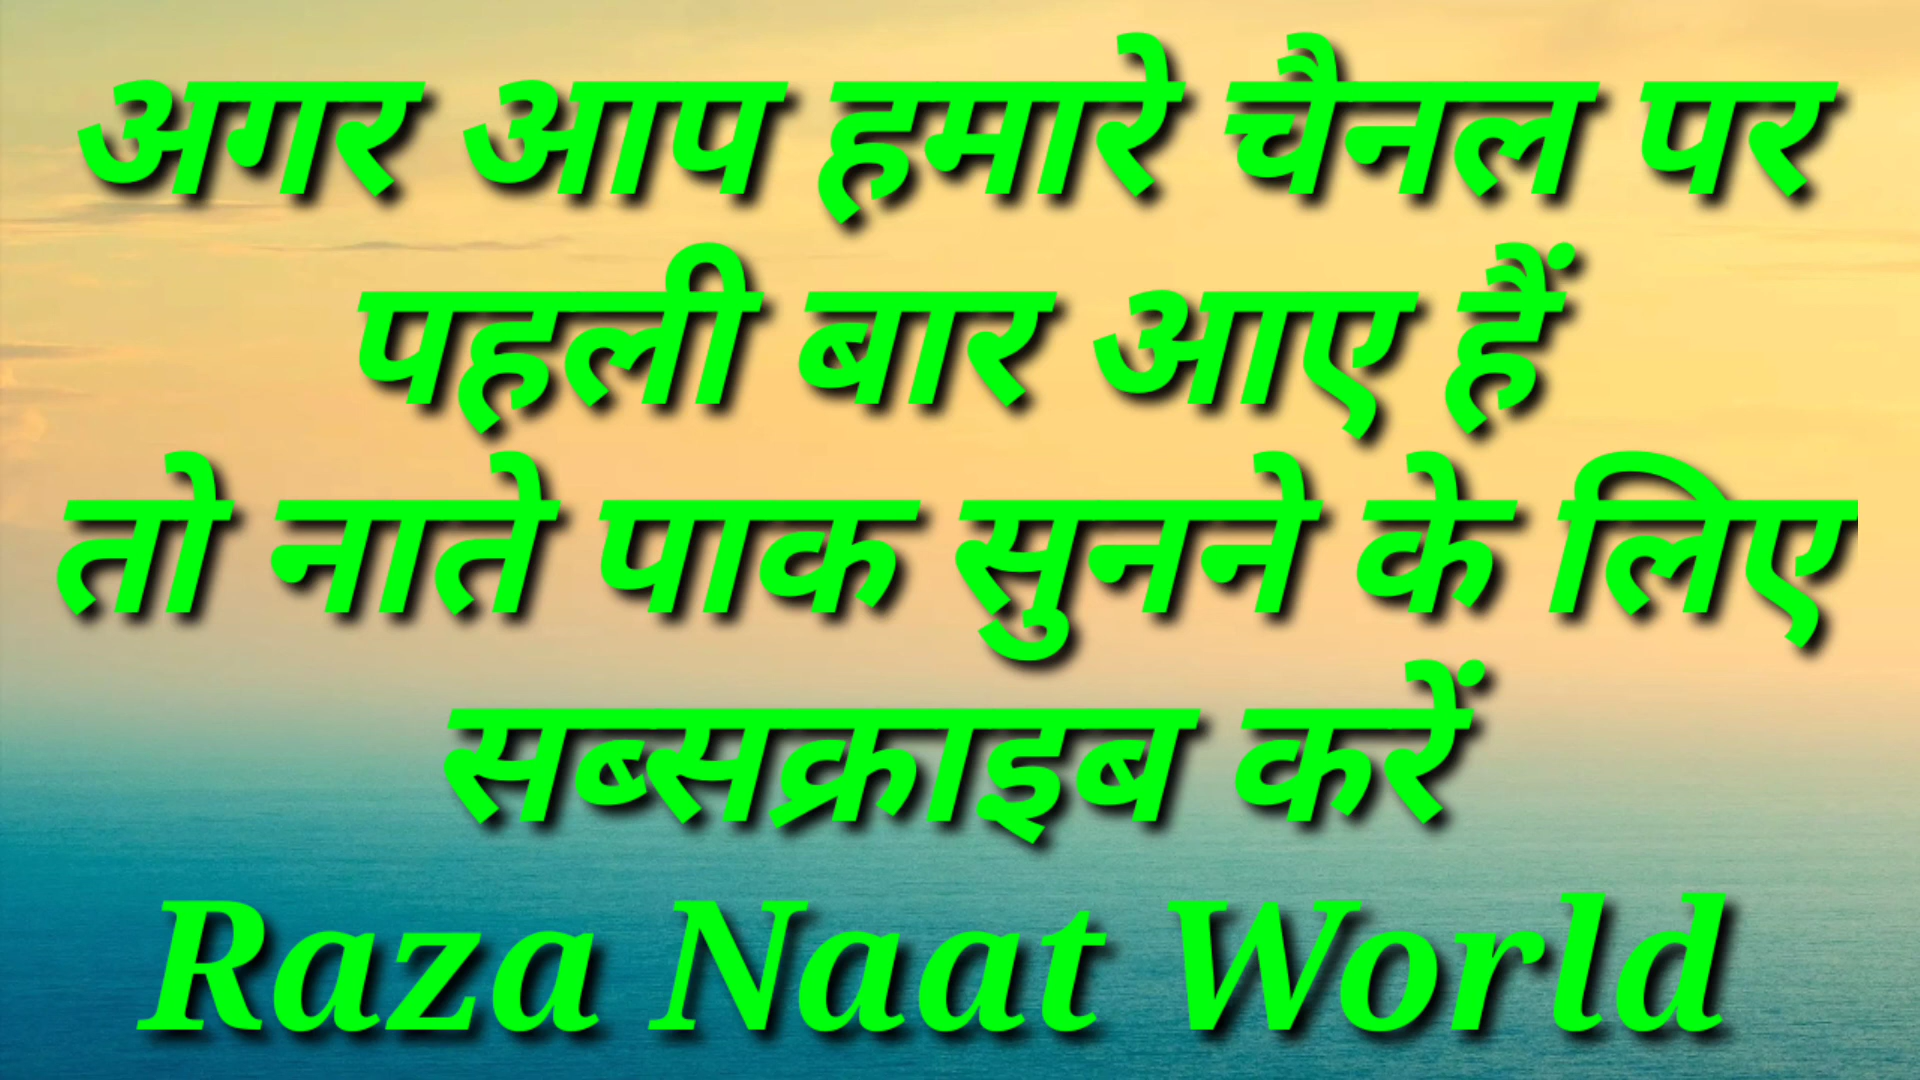 अगर आप हमारे चैनल पर
पहली बार आए हैं
तो नाते पाक सुनने के लिए
सब्सक्राइब करें
Raza Naat World